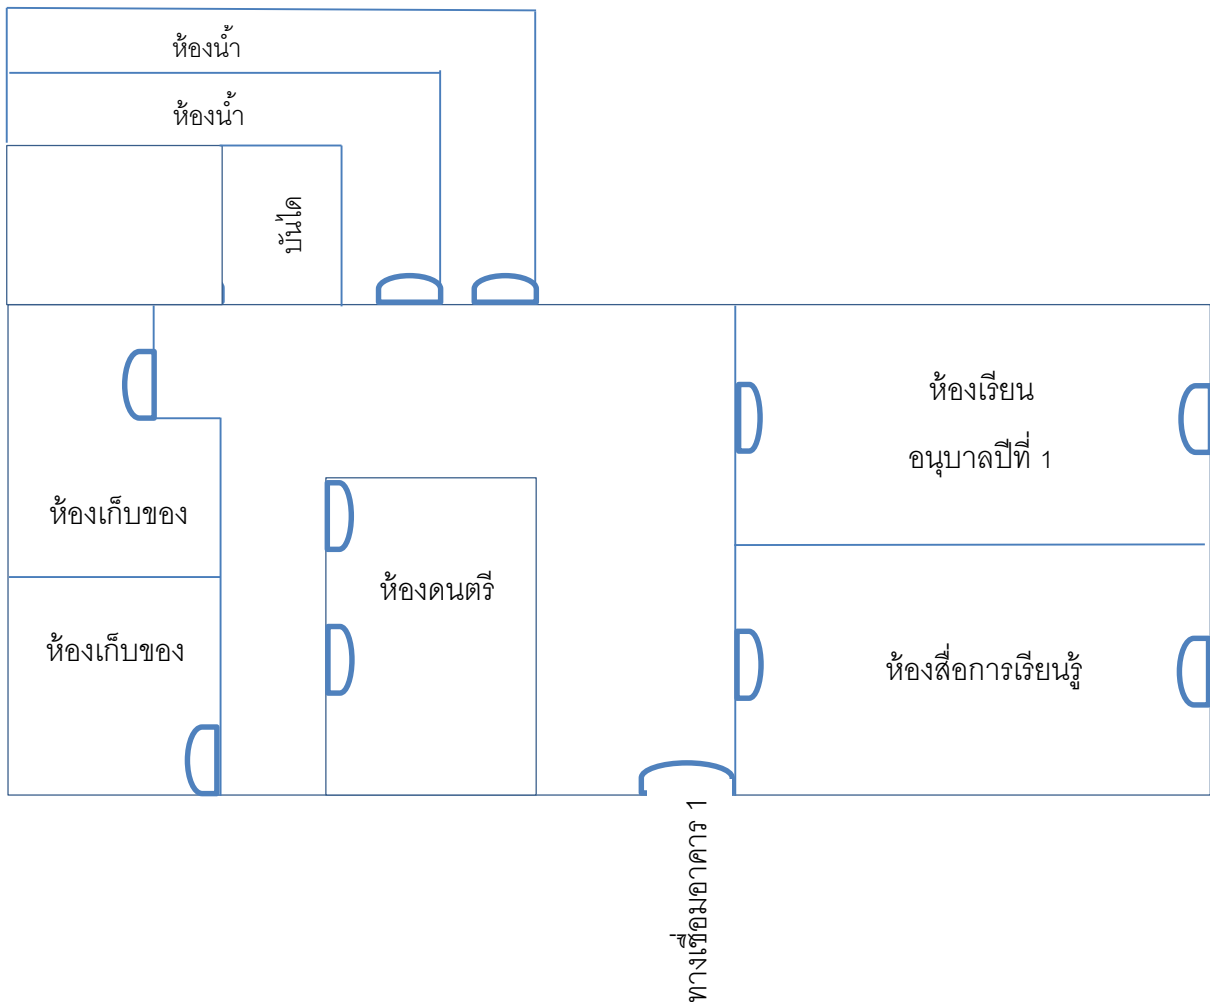 ห้องน้ำ
ห้องน้ำ
บันได
ห้องเรียน
อนุบาลปีที่ 1
ห้องเก็บของ
ห้องดนตรี
ห้องเก็บของ
ห้องสื่อการเรียนรู้
ทางเชื่อมอาคาร 1